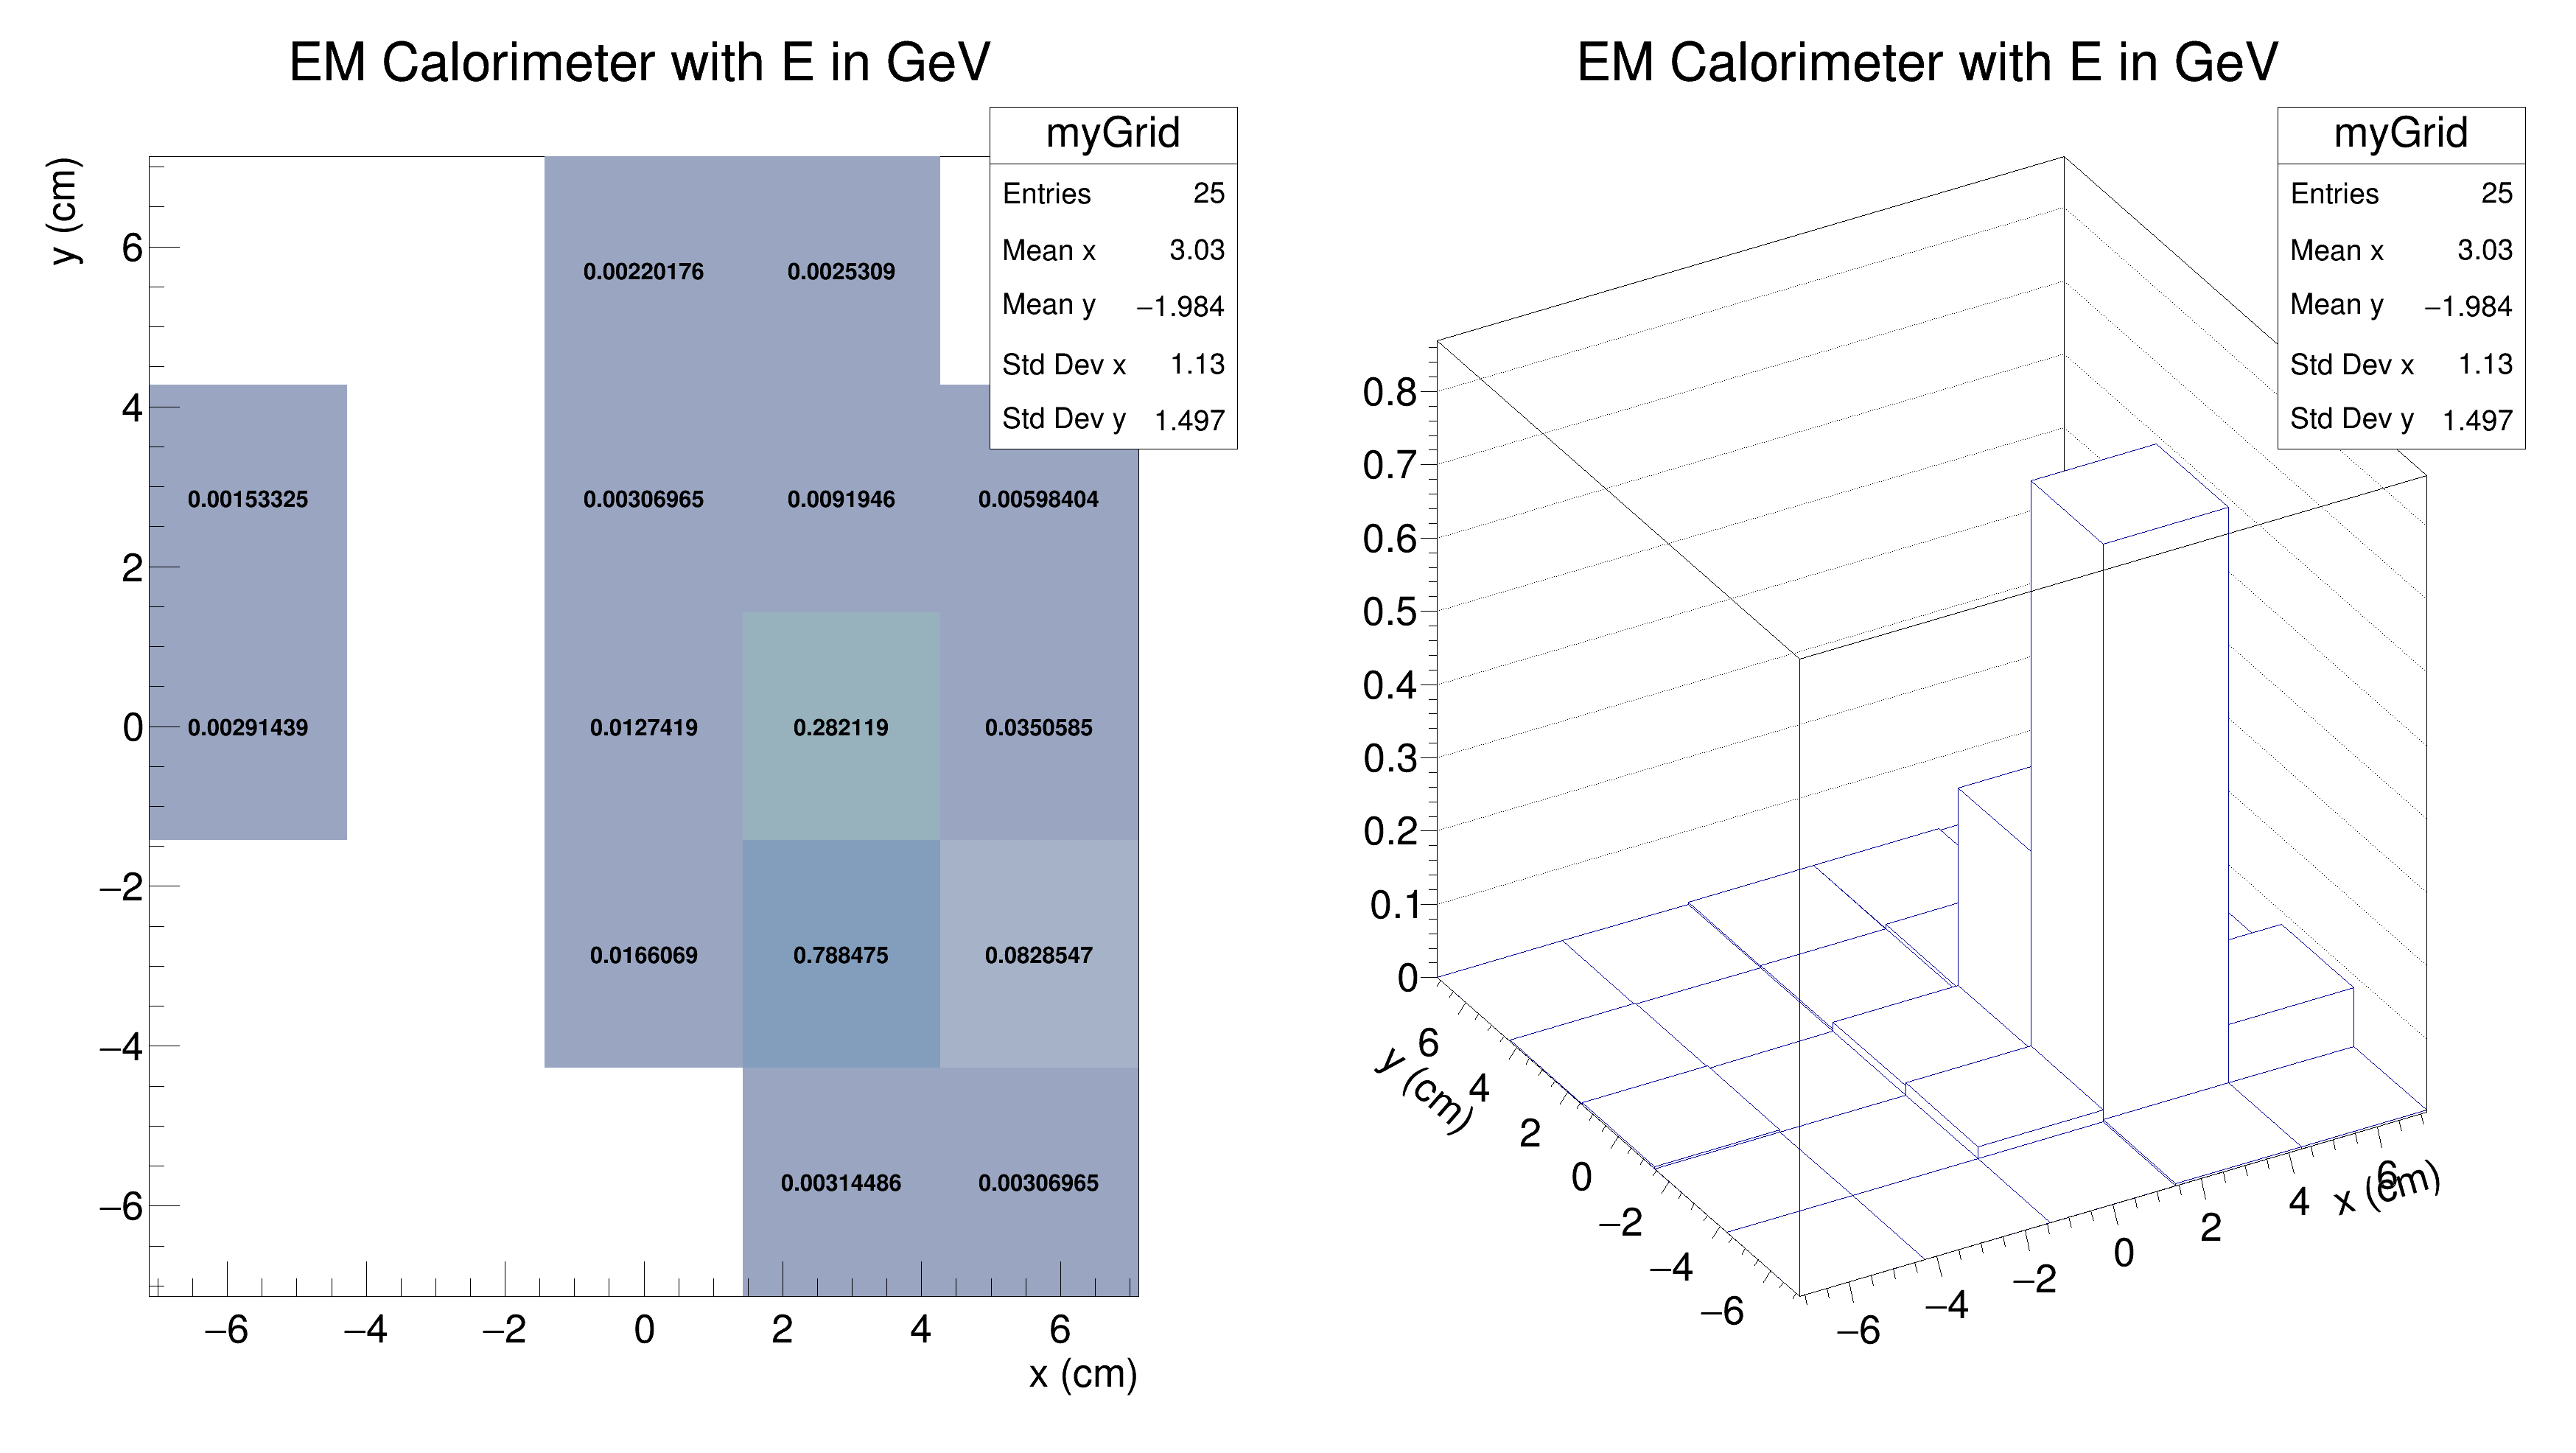 EM Calorimeter with E in GeV
myGrid
Entries 25
Mean x 3.03
Mean y −1.984
Std Dev x 1.13
Std Dev y 1.497
y (cm)
6
4
2
0
−2
−4
−6
0.00220176 0.0025309
0.00153325 0.00306965 0.0091946 0.00598404
0.00291439 0.0127419 0.282119 0.0350585
0.0166069 0.788475 0.0828547
0.00314486 0.00306965
−6 −4 −2 0 2 4 6
x (cm)
EM Calorimeter with E in GeV
myGrid
Entries 25
Mean x 3.03
Mean y −1.984
Std Dev x 1.13
Std Dev y 1.497
0.8
0.7
0.6
0.5
0.4
0.3
0.2
0.1
0
y (cm)
6
4
2
0
−2
−4
−6
−6 −4 −2 0 2 4 6
x (cm)